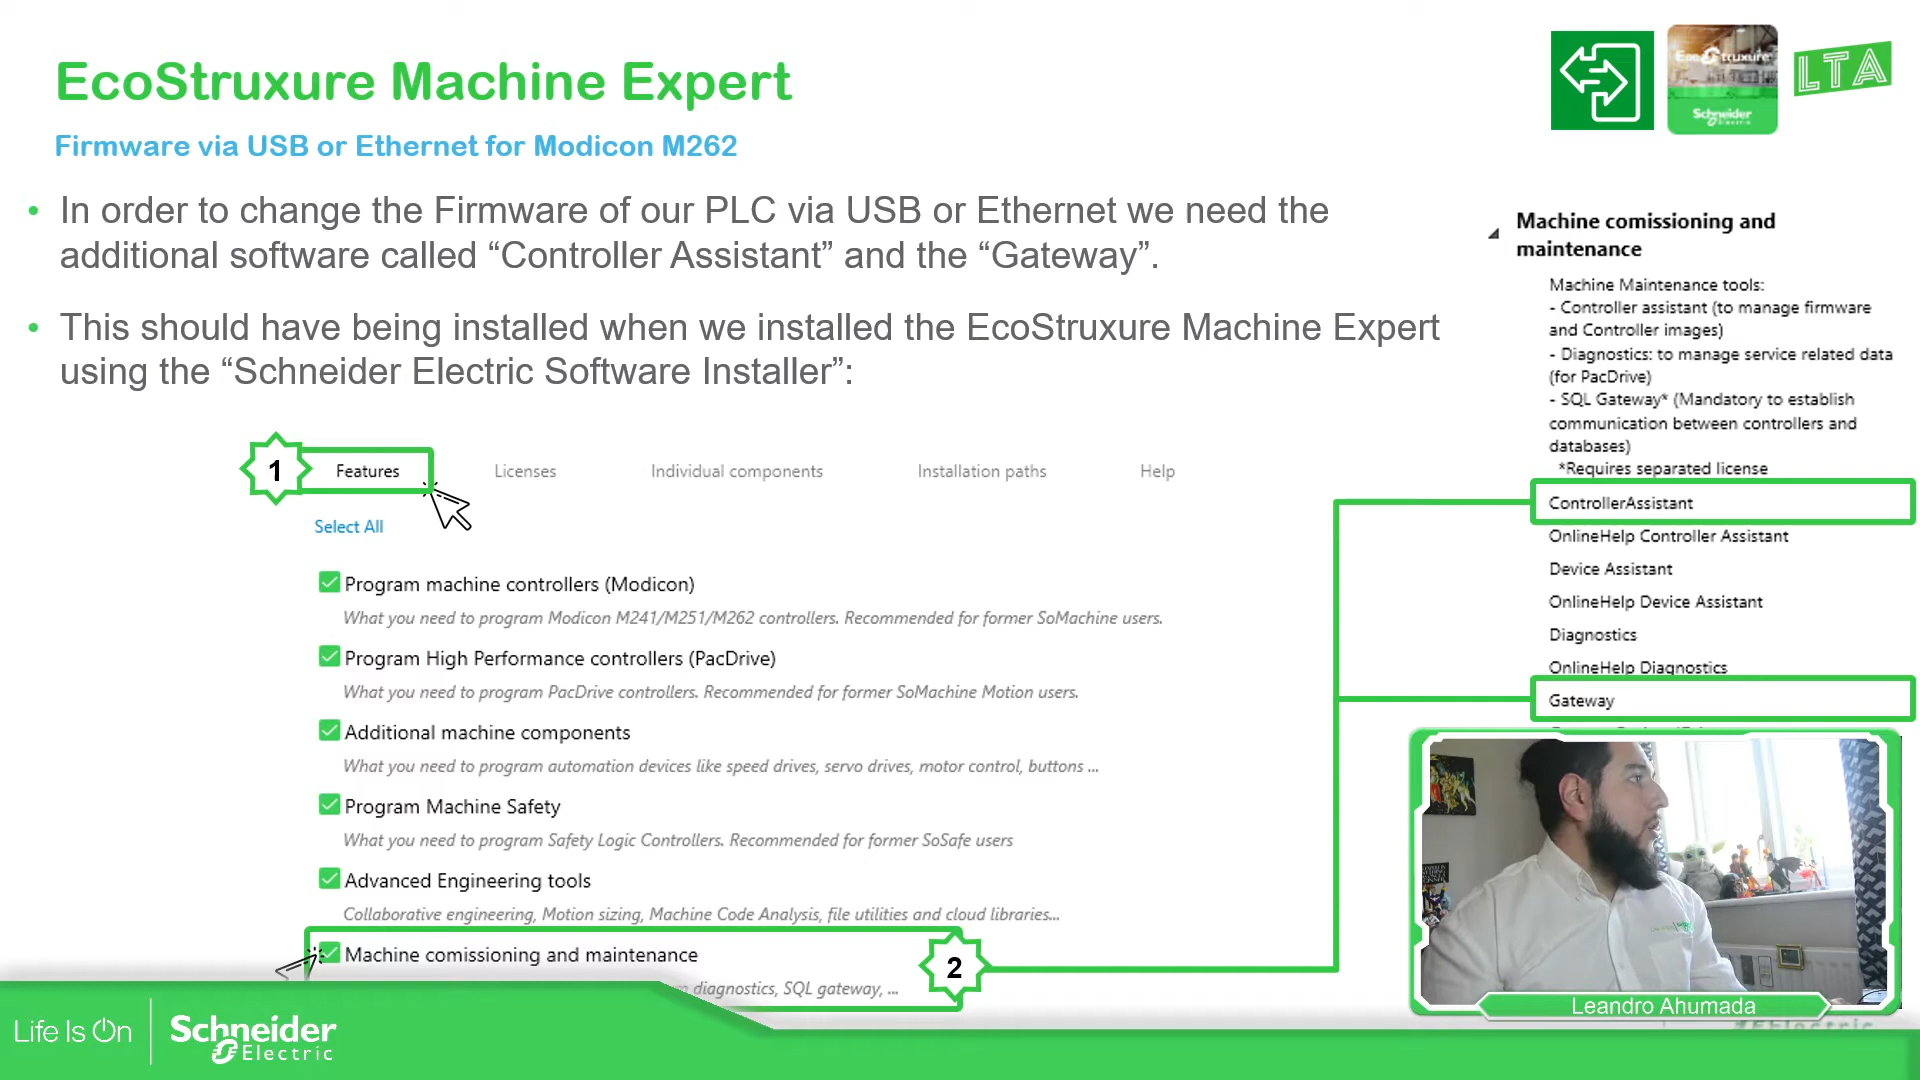 EcoStruxure Machine Expert
Firmware via USB or Ethernet for Modicon M262
EcoStruxure
Schneider
Electric
LTA
• In order to change the Firmware of our PLC via USB or Ethernet we need the
additional software called “Controller Assistant” and the “Gateway”.
• This should have being installed when we installed the EcoStruxure Machine Expert
using the “Schneider Electric Software Installer”:
1
Features
Licenses
Individual components
Installation paths
Help
Select All
Program machine controllers (Modicon)
What you need to program Modicon M241/M251/M262 controllers. Recommended for former SoMachine users.
Program High Performance controllers (PacDrive)
What you need to program PacDrive controllers. Recommended for former SoMachine Motion users.
Additional machine components
What you need to program automation devices like speed drives, servo drives, motor control, buttons ...
Program Machine Safety
What you need to program Safety Logic Controllers. Recommended for former SoSafe users
Advanced Engineering tools
Collaborative engineering, Motion sizing, Machine Code Analysis, file utilities and cloud libraries...
Machine comissioning and maintenance
diagnostics, SQL gateway, ...
2
Machine comissioning and
maintenance
Machine Maintenance tools:
- Controller assistant (to manage firmware
and Controller images)
- Diagnostics: to manage service related data
(for PacDrive)
- SQL Gateway* (Mandatory to establish
communication between controllers and
databases)
*Requires separated license
ControllerAssistant
OnlineHelp Controller Assistant
Device Assistant
OnlineHelp Device Assistant
Diagnostics
OnlineHelp Diagnostics
Gateway
Leandro Ahumada
Life Is On
Schneider
Electric